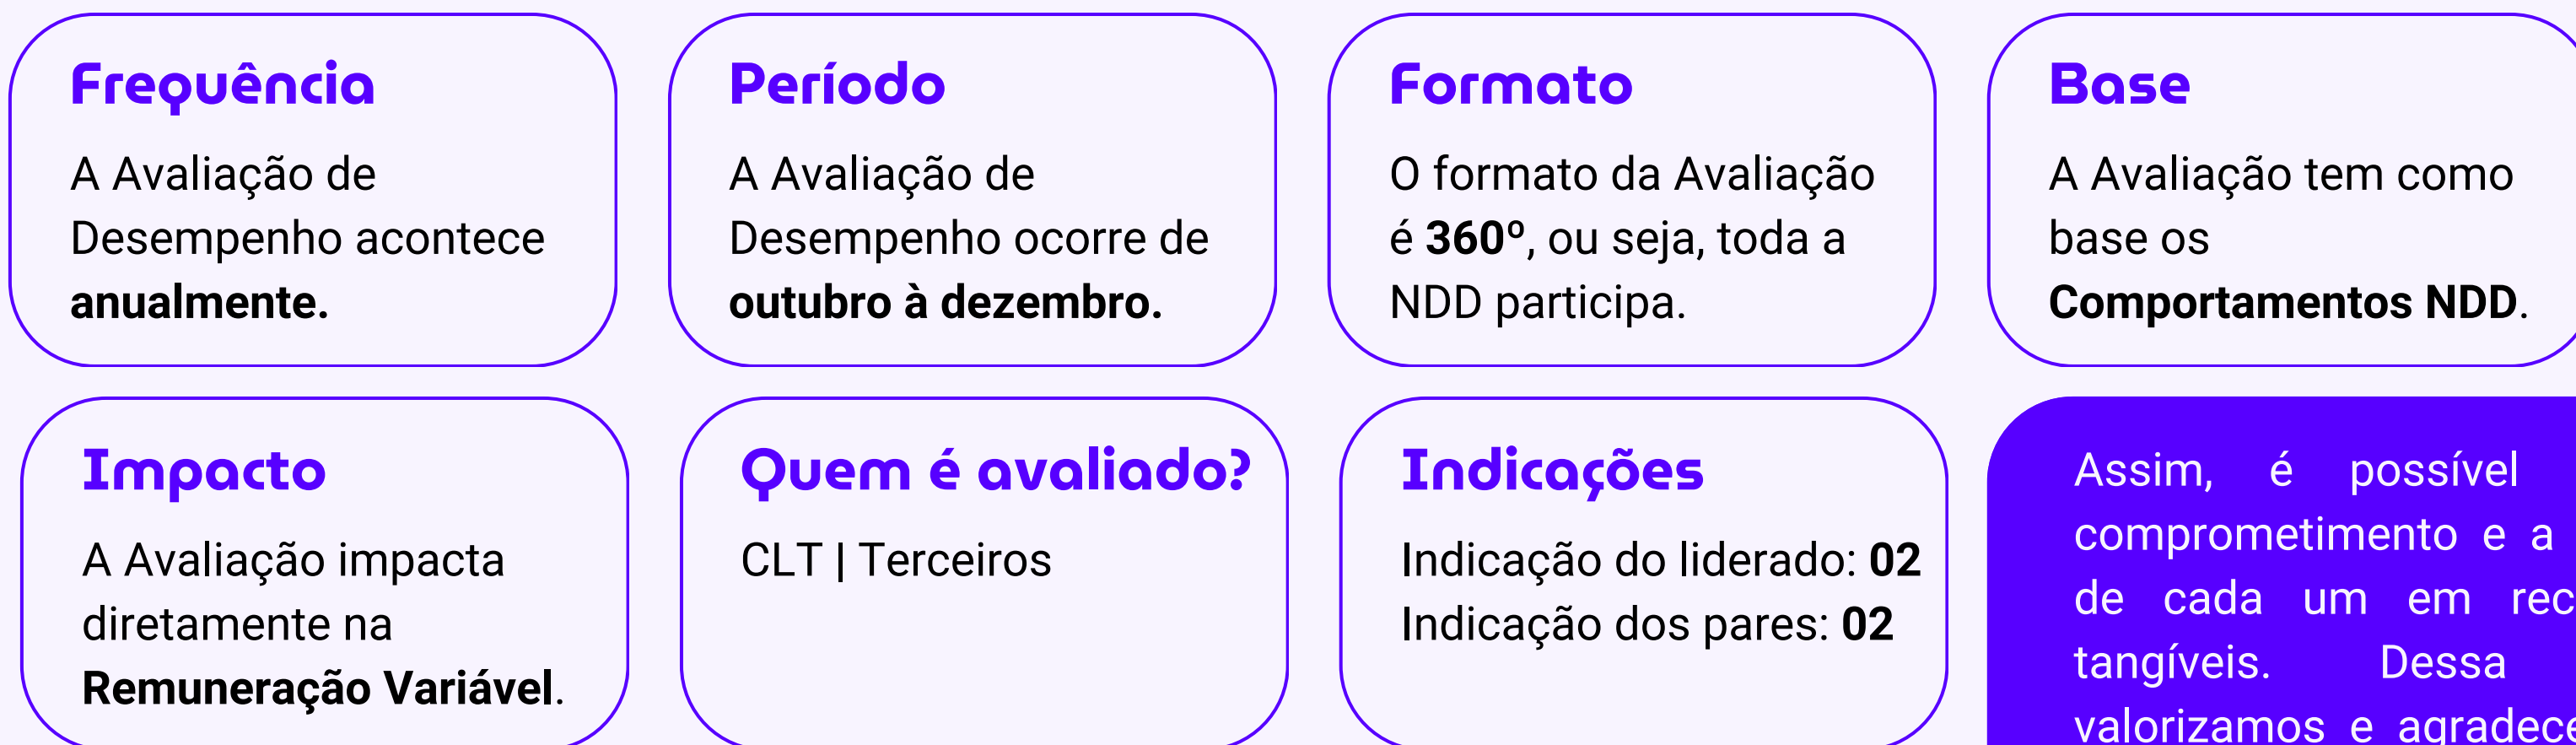 Frequência
A Avaliação de
Desempenho acontece
anualmente.
Período
A Avaliação de
Desempenho ocorre de
outubro à dezembro.
Formato
O formato da Avaliação
é 360º, ou seja, toda a
NDD participa.
Base
A Avaliação tem como
base os
Comportamentos NDD.
Impacto
A Avaliação impacta
diretamente na
Remuneração Variável.
Quem é avaliado?
CLT | Terceiros
Indicações
Indicação do liderado: 02
Indicação dos pares: 02
Assim, é possível
comprometimento e a
de cada um em
tangíveis. Dessa
valorizamos e